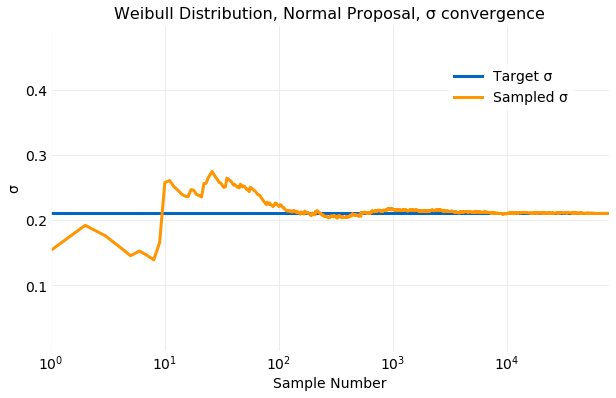 Weibull Distribution, Normal Proposal, σ convergence
Target σ
Sampled σ
σ
0.4
0.3
0.2
0.1
10⁰
10¹
10²
10³
10⁴
Sample Number